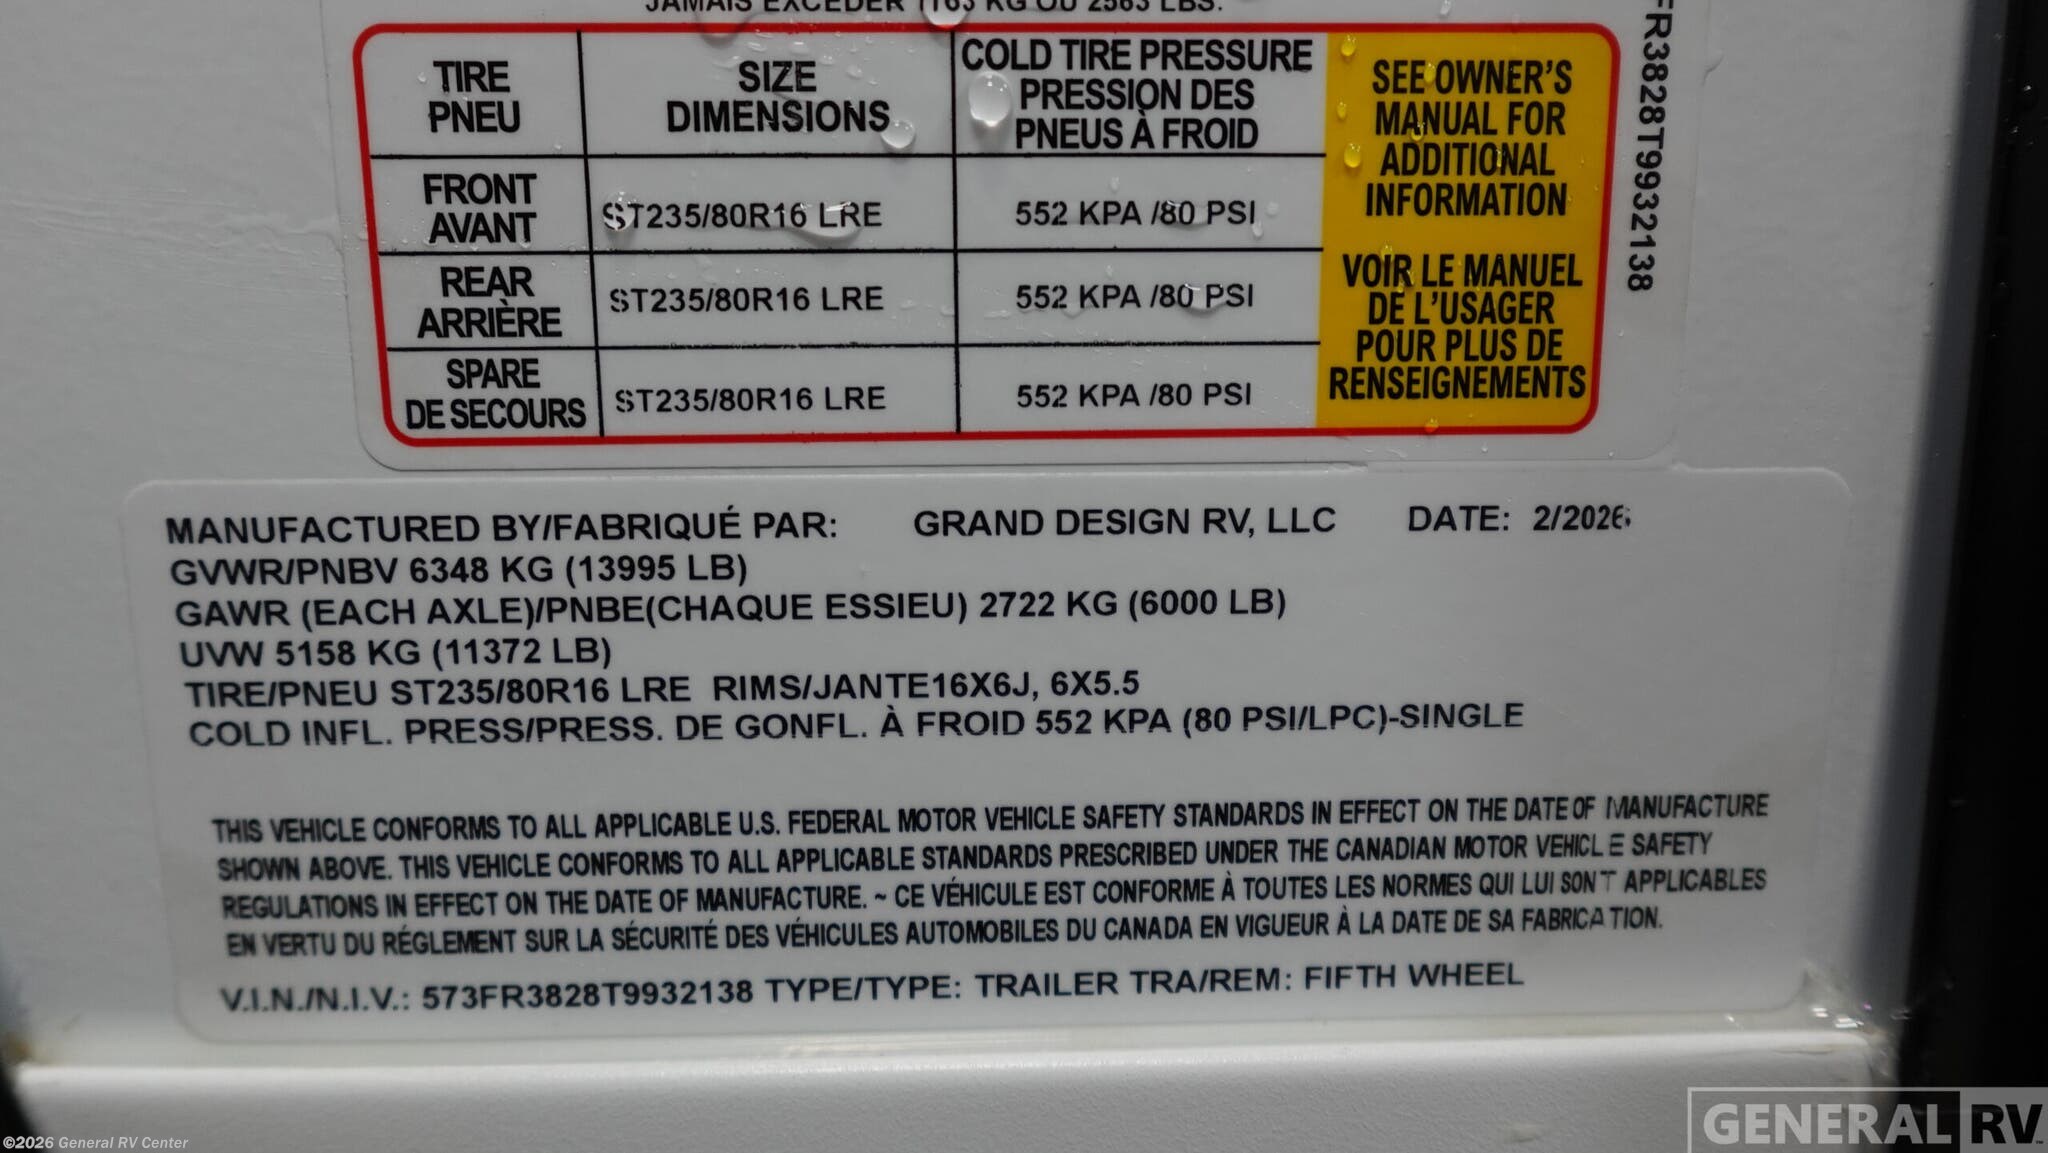 JAMAIS EXCÉDER 1163 KG OU 2563 LBS.
TIRE
PNEU
SIZE
DIMENSIONS
COLD TIRE PRESSURE
PRESSION DES
PNEUS À FROID
SEE OWNER'S
MANUAL FOR
ADDITIONAL
INFORMATION
VOIR LE MANUEL
DE L'USAGER
POUR PLUS DE
RENSEIGNEMENTS
FRONT
AVANT
ST235/80R16 LRE
552 KPA /80 PSI
REAR
ARRIÈRE
ST235/80R16 LRE
552 KPA /80 PSI
SPARE
DE SECOURS
ST235/80R16 LRE
552 KPA /80 PSI
FR3828T9932138
MANUFACTURED BY/FABRIQUÉ PAR: GRAND DESIGN RV, LLC DATE: 2/2026
GVWR/PNBV 6348 KG (13995 LB)
GAWR (EACH AXLE)/PNBE(CHAQUE ESSIEU) 2722 KG (6000 LB)
UVW 5158 KG (11372 LB)
TIRE/PNEU ST235/80R16 LRE RIMS/JANTE16X6J, 6X5.5
COLD INFL. PRESS/PRESS. DE GONFL. À FROID 552 KPA (80 PSI/LPC)-SINGLE
THIS VEHICLE CONFORMS TO ALL APPLICABLE U.S. FEDERAL MOTOR VEHICLE SAFETY STANDARDS IN EFFECT ON THE DATE OF MANUFACTURE
SHOWN ABOVE. THIS VEHICLE CONFORMS TO ALL APPLICABLE STANDARDS PRESCRIBED UNDER THE CANADIAN MOTOR VEHICLE SAFETY
REGULATIONS IN EFFECT ON THE DATE OF MANUFACTURE. ~ CE VÉHICULE EST CONFORME À TOUTES LES NORMES QUI LUI SONT APPLICABLES
EN VERTU DU RÉGLEMENT SUR LA SÉCURITÉ DES VÉHICULES AUTOMOBILES DU CANADA EN VIGUEUR À LA DATE DE SA FABRICATION.
V.I.N./N.I.V.: 573FR3828T9932138 TYPE/TYPE: TRAILER TRA/REM: FIFTH WHEEL
©2026 General RV Center
GENERAL RV